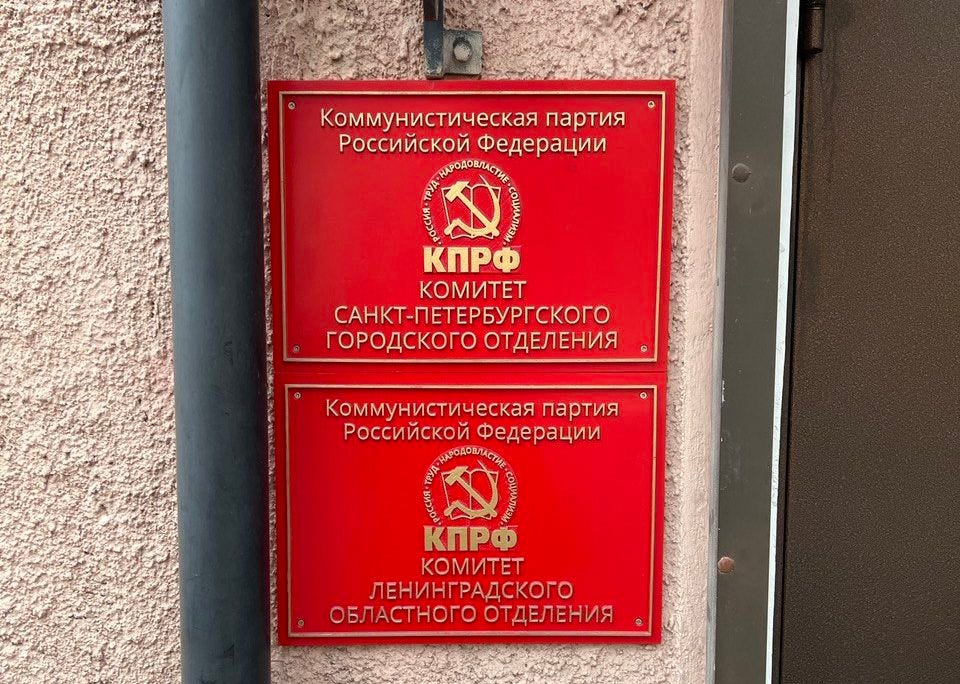 Коммунистическая партия
Российской Федерации
РОССИЯ · ТРУД · НАРОДОВЛАСТИЕ · СОЦИАЛИЗМ
КПРФ
КОМИТЕТ
САНКТ-ПЕТЕРБУРГСКОГО
ГОРОДСКОГО ОТДЕЛЕНИЯ
Коммунистическая партия
Российской Федерации
РОССИЯ · ТРУД · НАРОДОВЛАСТИЕ · СОЦИАЛИЗМ
КПРФ
КОМИТЕТ
ЛЕНИНГРАДСКОГО
ОБЛАСТНОГО ОТДЕЛЕНИЯ